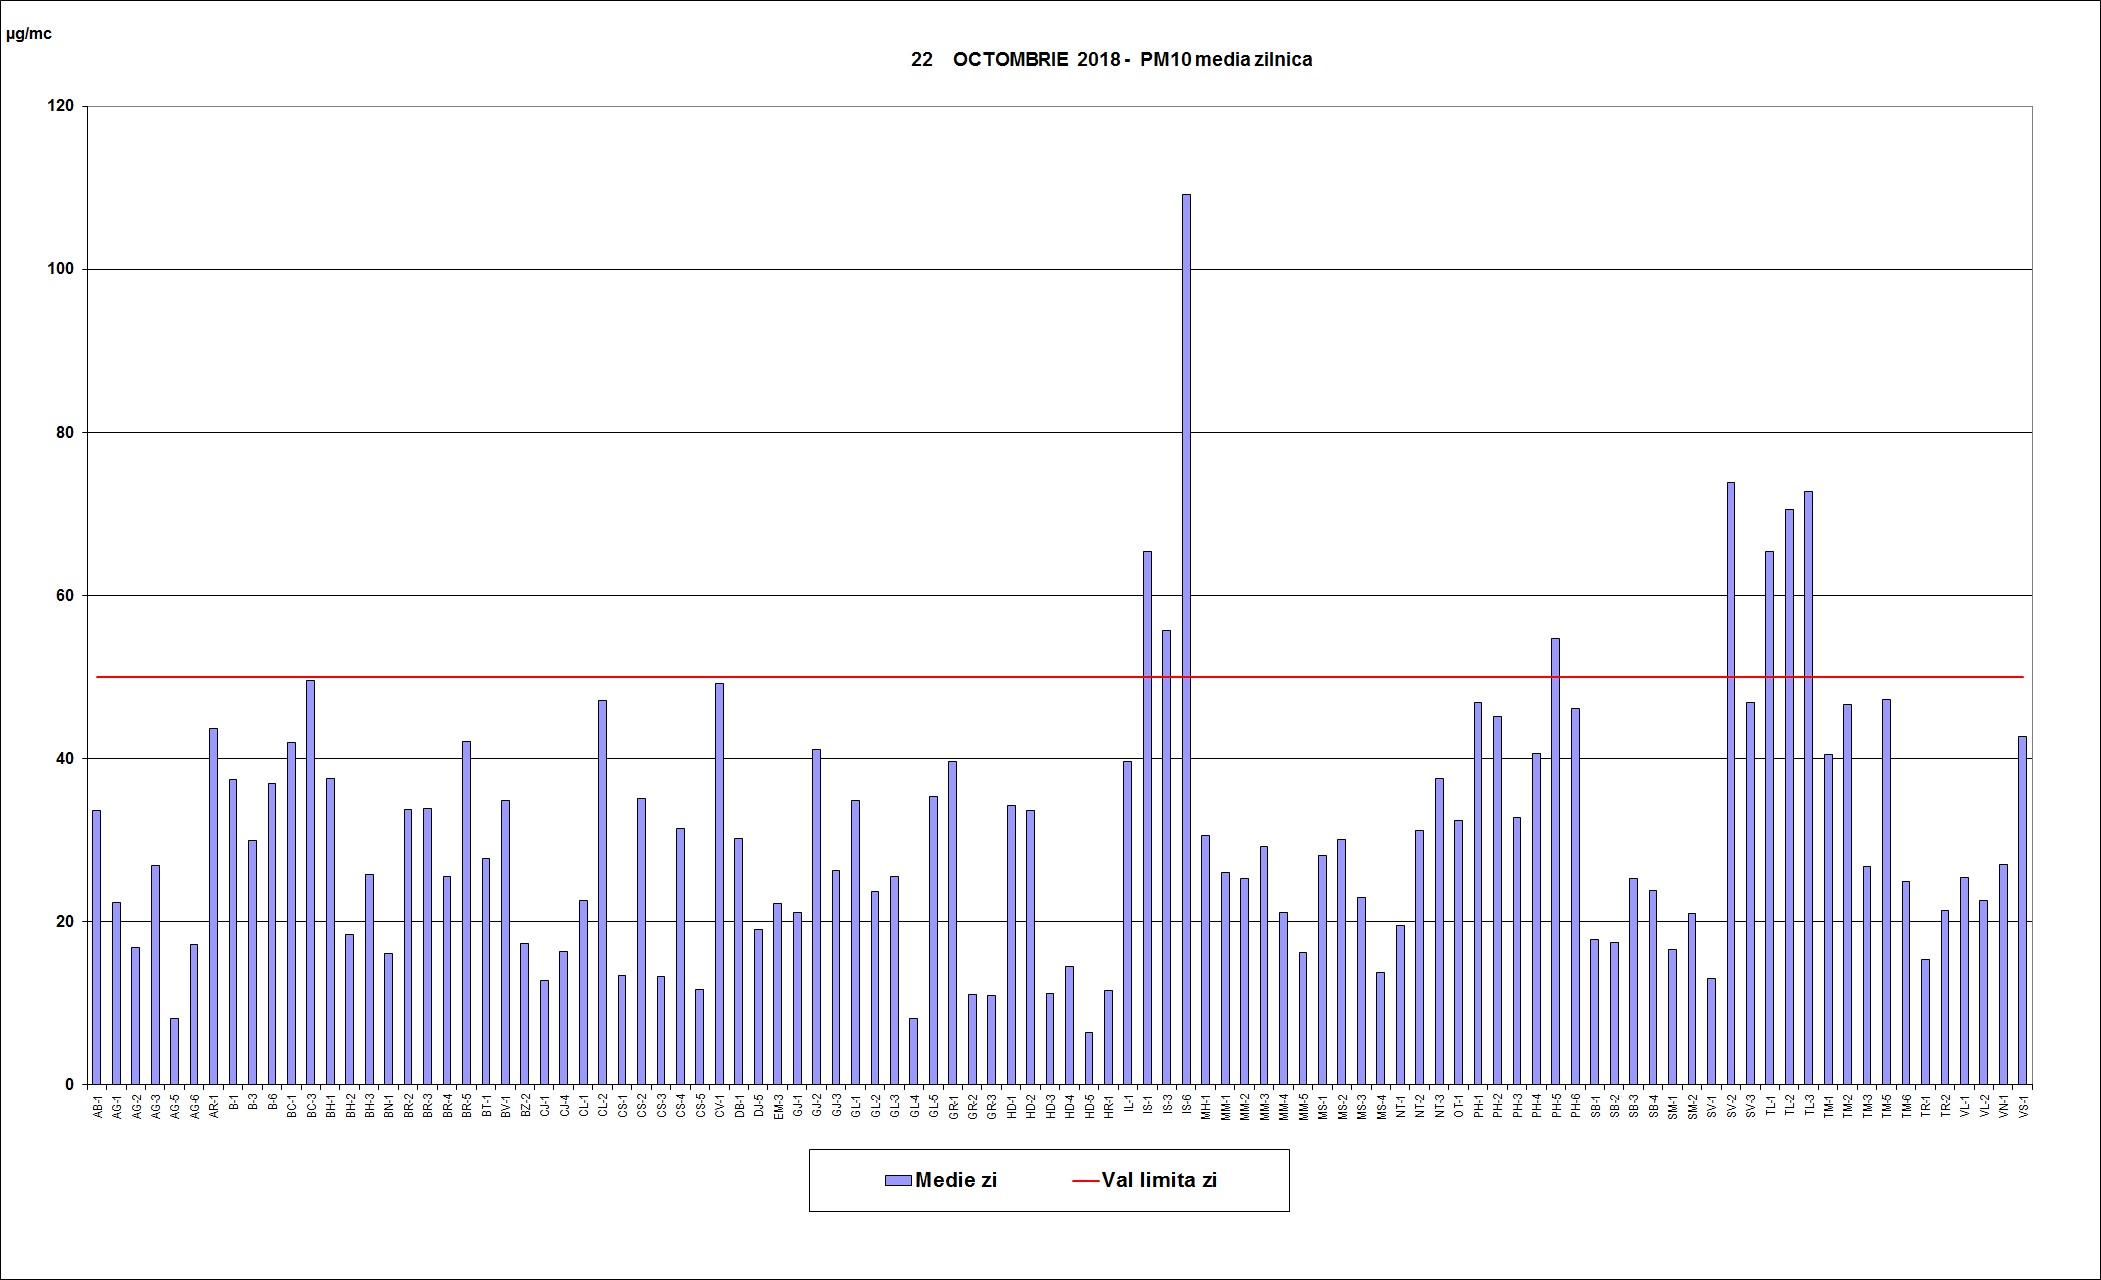 µg/mc
22 OCTOMBRIE 2018 - PM10 media zilnica
120
100
80
60
40
20
0
AB-1 AG-1 AG-2 AG-3 AG-5 AG-6 AR-1 B-1 B-3 B-6 BC-1 BC-3 BH-1 BH-2 BH-3 BN-1 BR-2 BR-3 BR-4 BR-5 BT-1 BV-1 BZ-2 CJ-1 CJ-4 CL-1 CL-2 CS-1 CS-2 CS-3 CS-4 CS-5 CV-1 DB-1 DJ-5 EM-3 GJ-1 GJ-2 GJ-3 GL-1 GL-2 GL-3 GL-4 GL-5 GR-1 GR-2 GR-3 HD-1 HD-2 HD-3 HD-4 HD-5 HR-1 IL-1 IS-1 IS-3 IS-6 MH-1 MM-1 MM-2 MM-3 MM-4 MM-5 MS-1 MS-2 MS-3 MS-4 NT-1 NT-2 NT-3 OT-1 PH-1 PH-2 PH-3 PH-4 PH-5 PH-6 SB-1 SB-2 SB-3 SB-4 SM-1 SM-2 SV-1 SV-2 SV-3 TL-1 TL-2 TL-3 TM-1 TM-2 TM-3 TM-5 TM-6 TR-1 TR-2 VL-1 VL-2 VN-1 VS-1
Medie zi Val limita zi